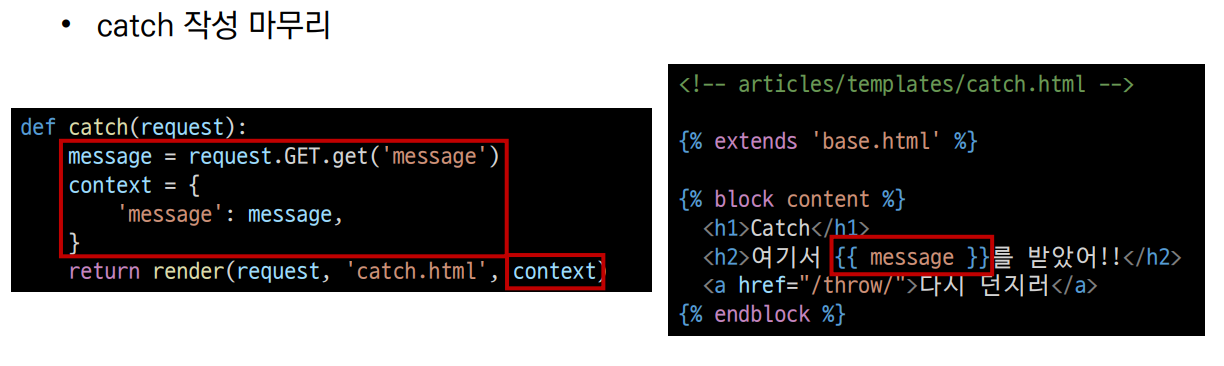 • catch 작성 마무리
def catch(request):
    message = request.GET.get('message')
    context = {
        'message': message,
    }
    return render(request, 'catch.html', context)
<!-- articles/templates/catch.html -->
{% extends 'base.html' %}
{% block content %}
  <h1>Catch</h1>
  <h2>여기서 {{ message }}를 받았어!!</h2>
  <a href="/throw/">다시 던지러</a>
{% endblock %}